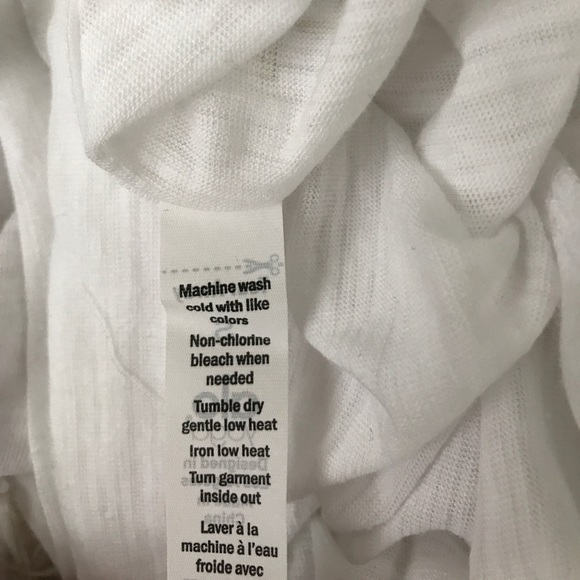 Machine wash
cold with like
colors
Non-chlorine
bleach when
needed
Tumble dry
gentle low heat
Iron low heat
Turn garment
inside out
Laver à la
machine à l'eau
froide avec